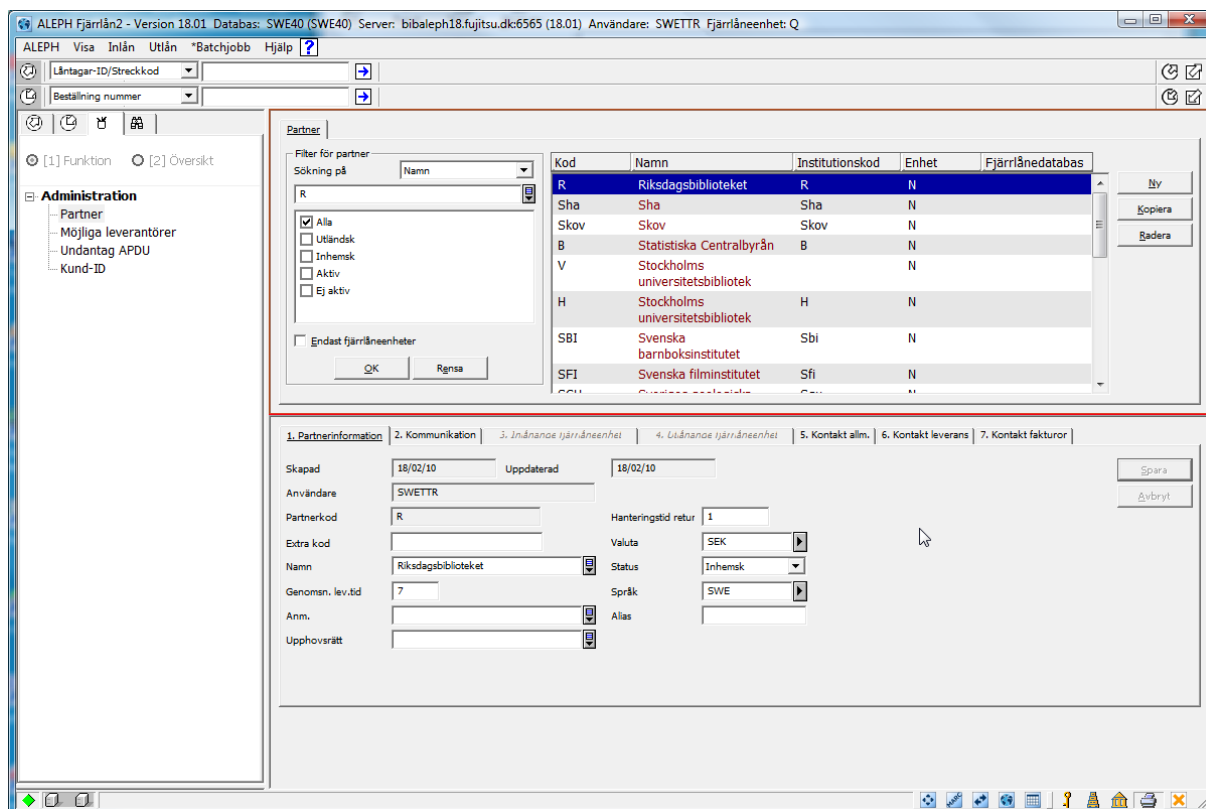 ALEPH Fjärrlån2 - Version 18.01 Databas: SWE40 (SWE40) Server: bibaleph18.fujitsu.dk:6565 (18.01) Användare: SWETTR Fjärrlåneenhet: Q
ALEPH Visa Inlån Utlån *Batchjobb Hjälp ?
Låntagar-ID/Streckkod
Beställning nummer
[1] Funktion [2] Översikt
Administration
Partner
Möjliga leverantörer
Undantag APDU
Kund-ID
Partner
Filter för partner
Sökning på Namn
R
Alla
Utländsk
Inhemsk
Aktiv
Ej aktiv
Endast fjärrlåneenheter
OK Rensa
Kod Namn Institutionskod Enhet Fjärrlånedatabas
R Riksdagsbiblioteket R N
Sha Sha Sha N
Skov Skov Skov N
B Statistiska Centralbyrån B N
V Stockholms N
universitetsbibliotek
H Stockholms H N
universitetsbibliotek
SBI Svenska Sbi N
barnboksinstitutet
SFI Svenska filminstitutet Sfi N
Ny
Kopiera
Radera
1. Partnerinformation 2. Kommunikation 5. Kontakt allm. 6. Kontakt leverans 7. Kontakt fakturor
Skapad 18/02/10 Uppdaterad 18/02/10
Användare SWETTR
Partnerkod R Hanteringstid retur 1
Extra kod Valuta SEK
Namn Riksdagsbiblioteket Status Inhemsk
Genomsn. lev.tid 7 Språk SWE
Anm. Alias
Upphovsrätt
Spara
Avbryt